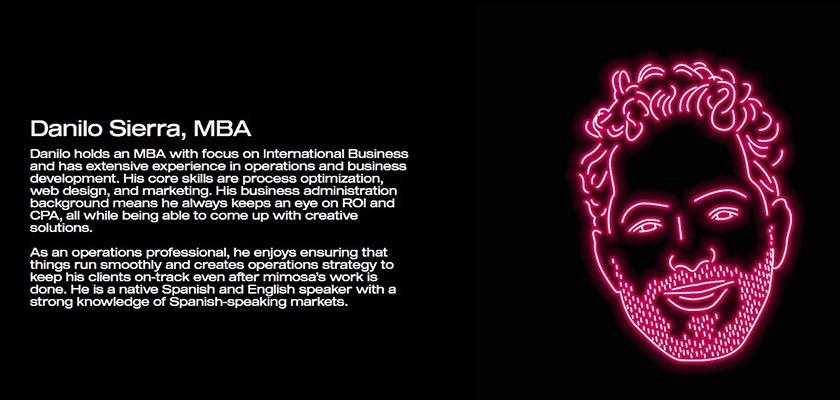 Danilo Sierra, MBA
Danilo holds an MBA with focus on International Business
and has extensive experience in operations and business
development. His core skills are process optimization,
web design, and marketing. His business administration
background means he always keeps an eye on ROI and
CPA, all while being able to come up with creative
solutions.
As an operations professional, he enjoys ensuring that
things run smoothly and creates operations strategy to
keep his clients on-track even after mimosa's work is
done. He is a native Spanish and English speaker with a
strong knowledge of Spanish-speaking markets.